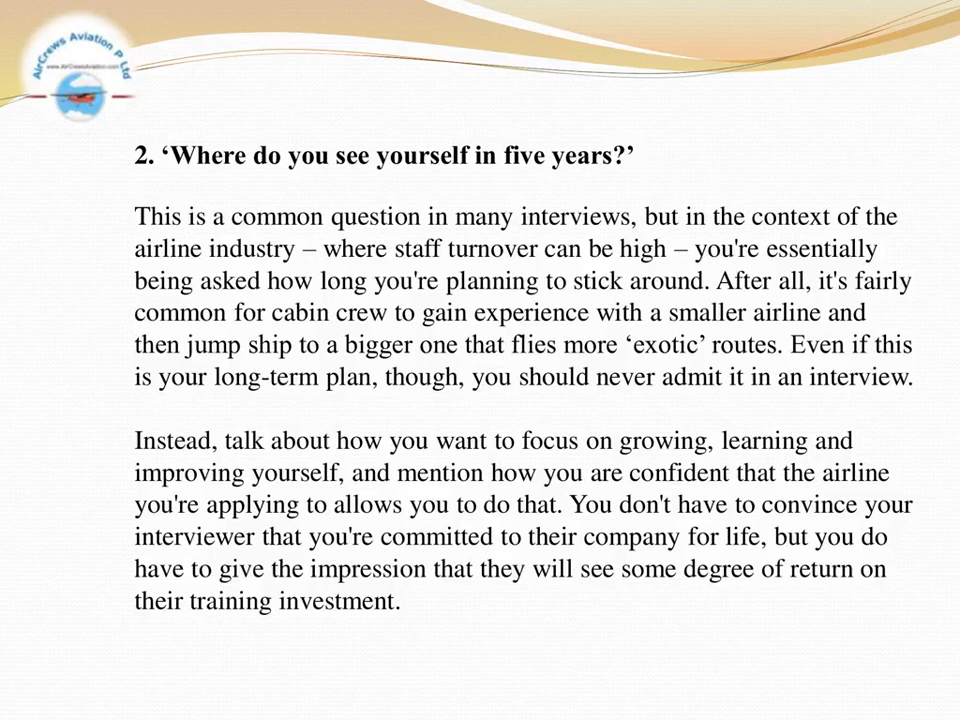 AirCrews Aviation P Ltd
www.AirCrewsAviation.com
2. ‘Where do you see yourself in five years?’
This is a common question in many interviews, but in the context of the
airline industry – where staff turnover can be high – you're essentially
being asked how long you're planning to stick around. After all, it's fairly
common for cabin crew to gain experience with a smaller airline and
then jump ship to a bigger one that flies more ‘exotic’ routes. Even if this
is your long-term plan, though, you should never admit it in an interview.
Instead, talk about how you want to focus on growing, learning and
improving yourself, and mention how you are confident that the airline
you're applying to allows you to do that. You don't have to convince your
interviewer that you're committed to their company for life, but you do
have to give the impression that they will see some degree of return on
their training investment.